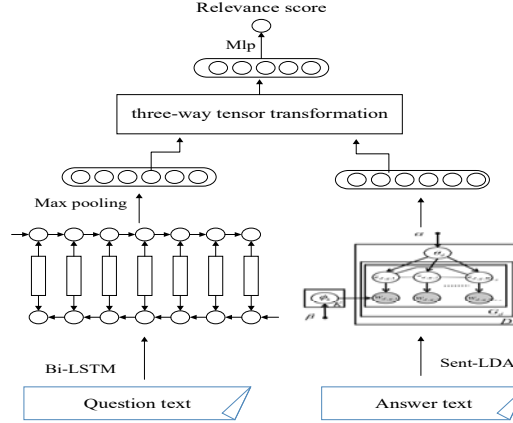 Relevance score
Mlp
three-way tensor transformation
Max pooling
α
β
D
Bi-LSTM
Sent-LDA
Question text
Answer text